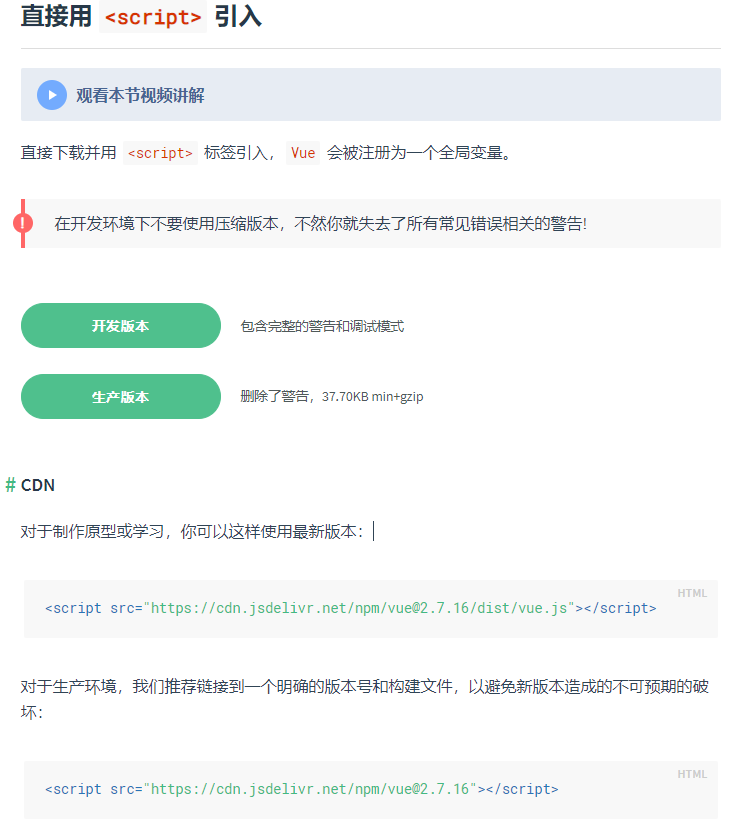 直接用 <script> 引入
观看本节视频讲解
直接下载并用 <script> 标签引入，Vue 会被注册为一个全局变量。
! 在开发环境下不要使用压缩版本，不然你就失去了所有常见错误相关的警告!
开发版本 包含完整的警告和调试模式
生产版本 删除了警告，37.70KB min+gzip
# CDN
对于制作原型或学习，你可以这样使用最新版本：
HTML
<script src="https://cdn.jsdelivr.net/npm/vue@2.7.16/dist/vue.js"></script>
对于生产环境，我们推荐链接到一个明确的版本号和构建文件，以避免新版本造成的不可预期的破
坏：
HTML
<script src="https://cdn.jsdelivr.net/npm/vue@2.7.16"></script>